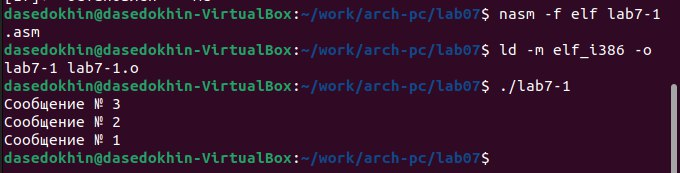 dasedokhin@dasedokhin-VirtualBox:~/work/arch-pc/lab07$ nasm -f elf lab7-1
.asm
dasedokhin@dasedokhin-VirtualBox:~/work/arch-pc/lab07$ ld -m elf_i386 -o
lab7-1 lab7-1.o
dasedokhin@dasedokhin-VirtualBox:~/work/arch-pc/lab07$ ./lab7-1
Сообщение № 3
Сообщение № 2
Сообщение № 1
dasedokhin@dasedokhin-VirtualBox:~/work/arch-pc/lab07$